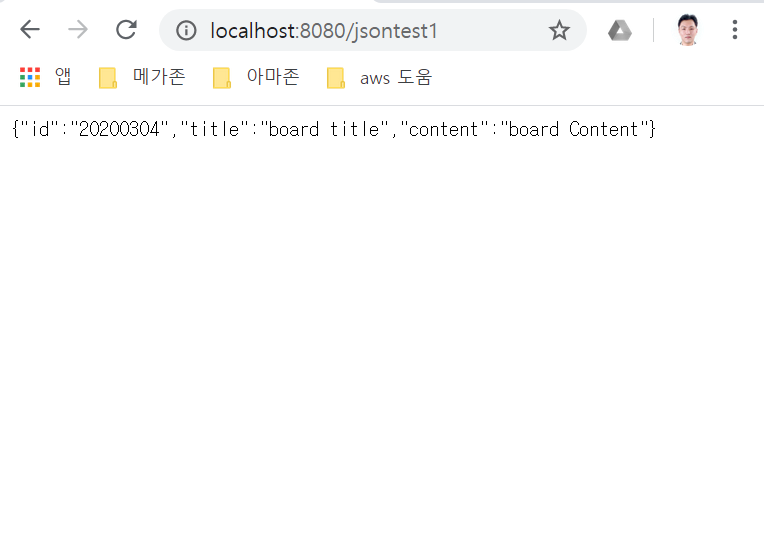 localhost:8080/jsontest1
앱 메가존 아마존 aws 도움
{"id":"20200304","title":"board title","content":"board Content"}